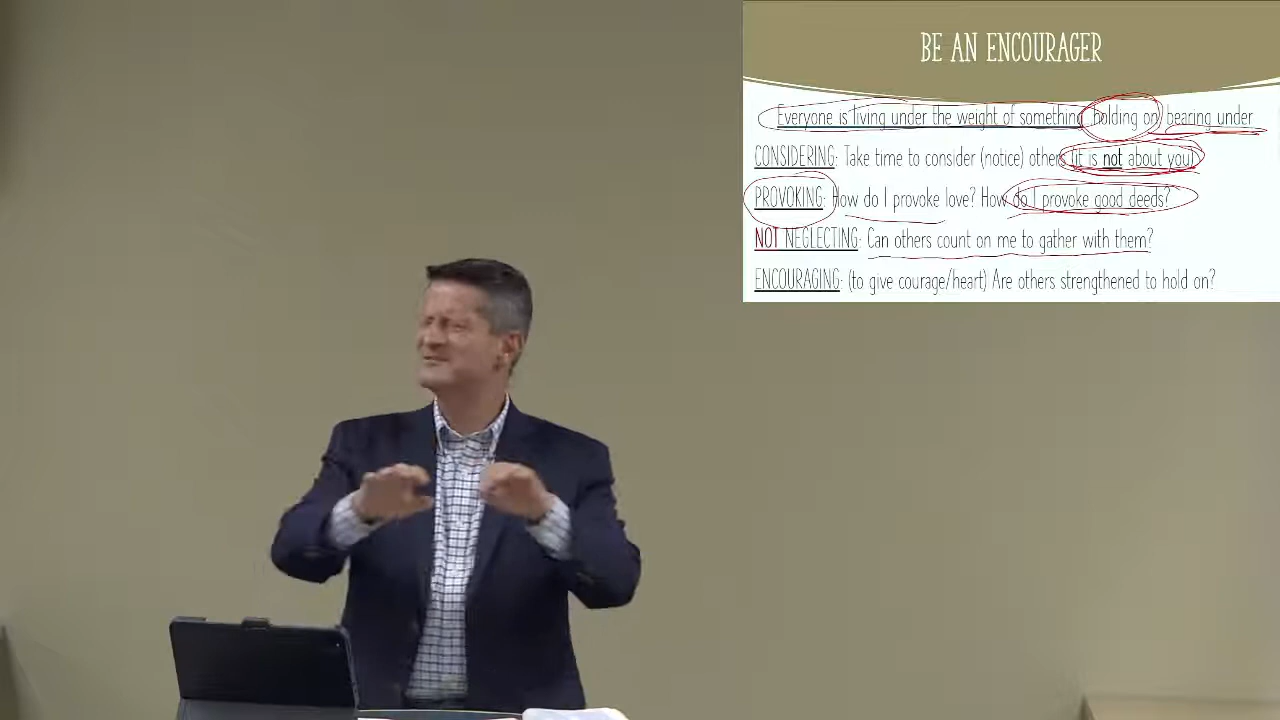 BE AN ENCOURAGER
Everyone is living under the weight of something holding on bearing under
CONSIDERING: Take time to consider (notice) others (it is not about you)
PROVOKING: How do I provoke love? How do I provoke good deeds?
NOT NEGLECTING: Can others count on me to gather with them?
ENCOURAGING: (to give courage/heart) Are others strengthened to hold on?